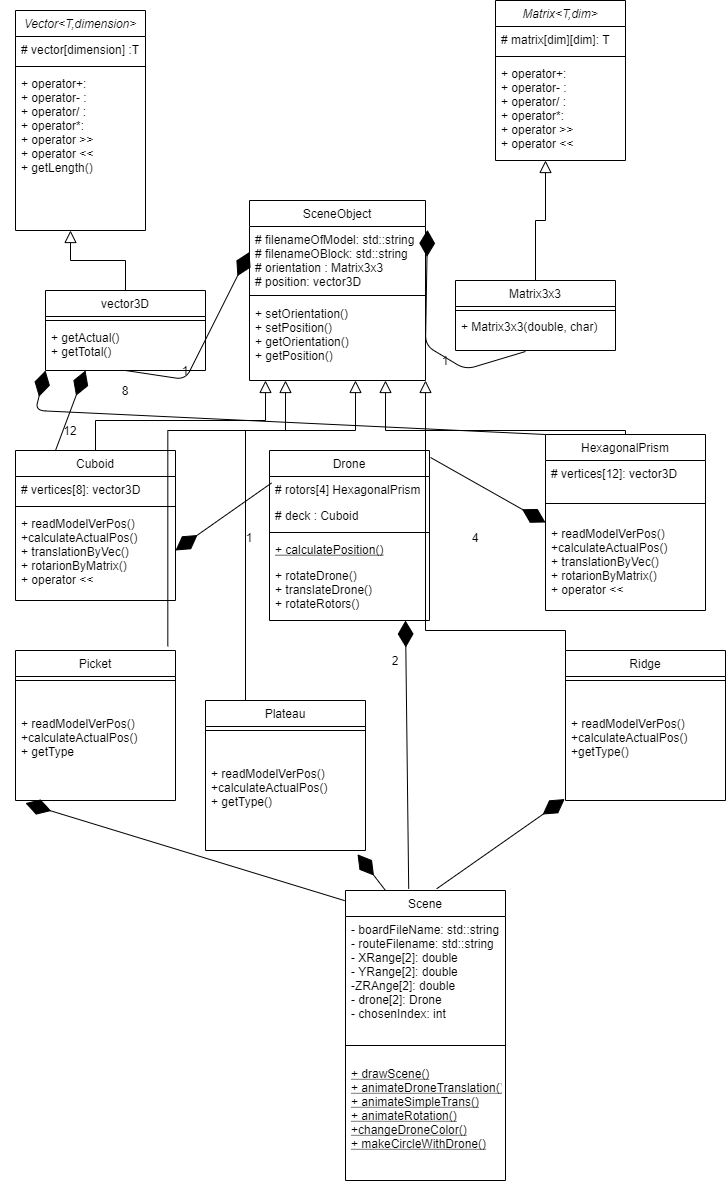 Vector<T,dimension>
# vector[dimension] :T
+ operator+:
+ operator- :
+ operator/ :
+ operator*:
+ operator >>
+ operator <<
+ getLength()
Matrix<T,dim>
# matrix[dim][dim]: T
+ operator+:
+ operator- :
+ operator/ :
+ operator*:
+ operator >>
+ operator <<
SceneObject
# filenameOfModel: std::string
# filenameOBlock: std::string
# orientation : Matrix3x3
# position: vector3D
+ setOrientation()
+ setPosition()
+ getOrientation()
+ getPosition()
vector3D
+ getActual()
+ getTotal()
Matrix3x3
+ Matrix3x3(double, char)
1
1
8
12
Cuboid
# vertices[8]: vector3D
+ readModelVerPos()
+calculateActualPos()
+ translationByVec()
+ rotarionByMatrix()
+ operator <<
1
Drone
# rotors[4] HexagonalPrism
# deck : Cuboid
+ calculatePosition()
+ rotateDrone()
+ translateDrone()
+ rotateRotors()
4
HexagonalPrism
# vertices[12]: vector3D
+ readModelVerPos()
+calculateActualPos()
+ translationByVec()
+ rotarionByMatrix()
+ operator <<
2
Picket
+ readModelVerPos()
+calculateActualPos()
+ getType
Plateau
+ readModelVerPos()
+calculateActualPos()
+ getType()
Ridge
+ readModelVerPos()
+calculateActualPos()
+getType()
Scene
- boardFileName: std::string
- routeFilename: std::string
- XRange[2]: double
- YRange[2]: double
-ZRAnge[2]: double
- drone[2]: Drone
- chosenIndex: int
+ drawScene()
+ animateDroneTranslation()
+ animateSimpleTrans()
+ animateRotation()
+changeDroneColor()
+ makeCircleWithDrone()